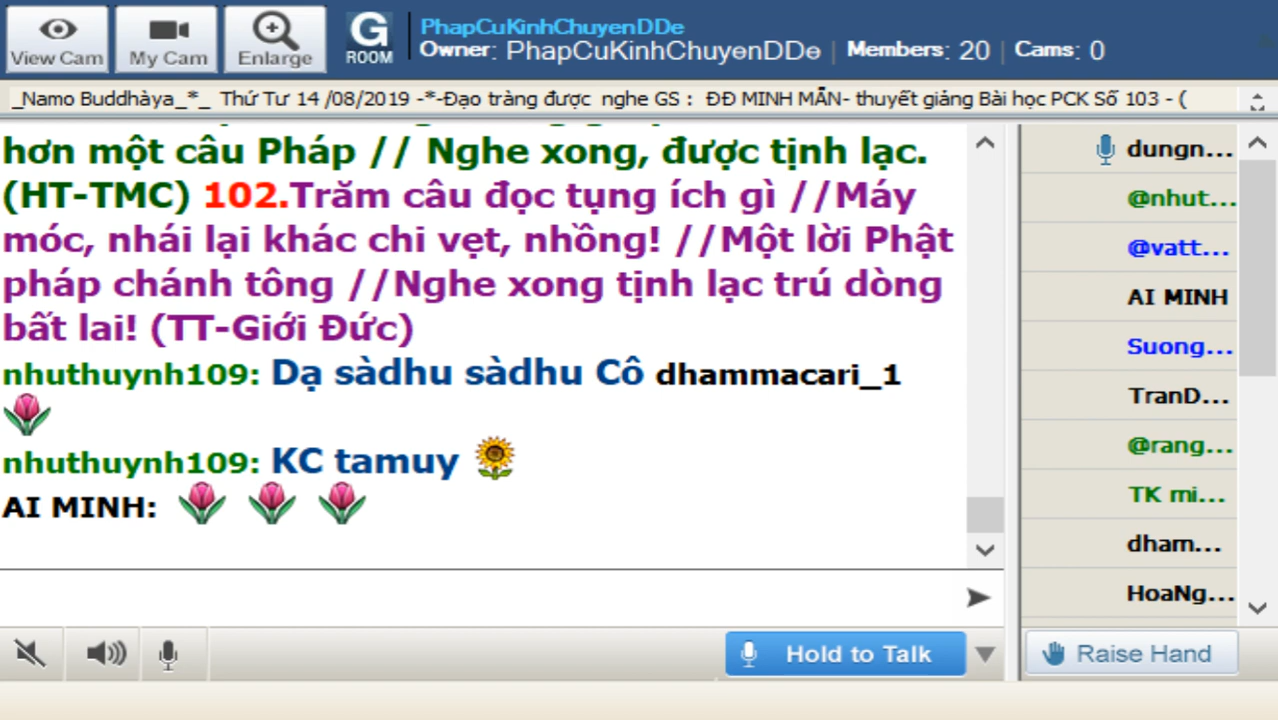 View Cam
My Cam
Enlarge
G
ROOM
PhapCuKinhChuyenDDe
Owner: PhapCuKinhChuyenDDe | Members: 20 | Cams: 0
_Namo Buddhàya_*_ Thứ Tư 14 /08/2019 -*-Đạo tràng được nghe GS : ĐĐ MINH MẪN- thuyết giảng Bài học PCK Số 103 - (
hơn một câu Pháp // Nghe xong, được tịnh lạc.
(HT-TMC) 102.Trăm câu đọc tụng ích gì //Máy
móc, nhái lại khác chi vẹt, nhồng! //Một lời Phật
pháp chánh tông //Nghe xong tịnh lạc trú dòng
bất lai! (TT-Giới Đức)
nhuthuynh109: Dạ sàdhu sàdhu Cô dhammacari_1
nhuthuynh109: KC tamuy
AI MINH:
dungn...
@nhut...
@vatt...
AI MINH
Suong...
TranD...
@rang...
TK mi...
dham...
HoaNg...
Hold to Talk
Raise Hand